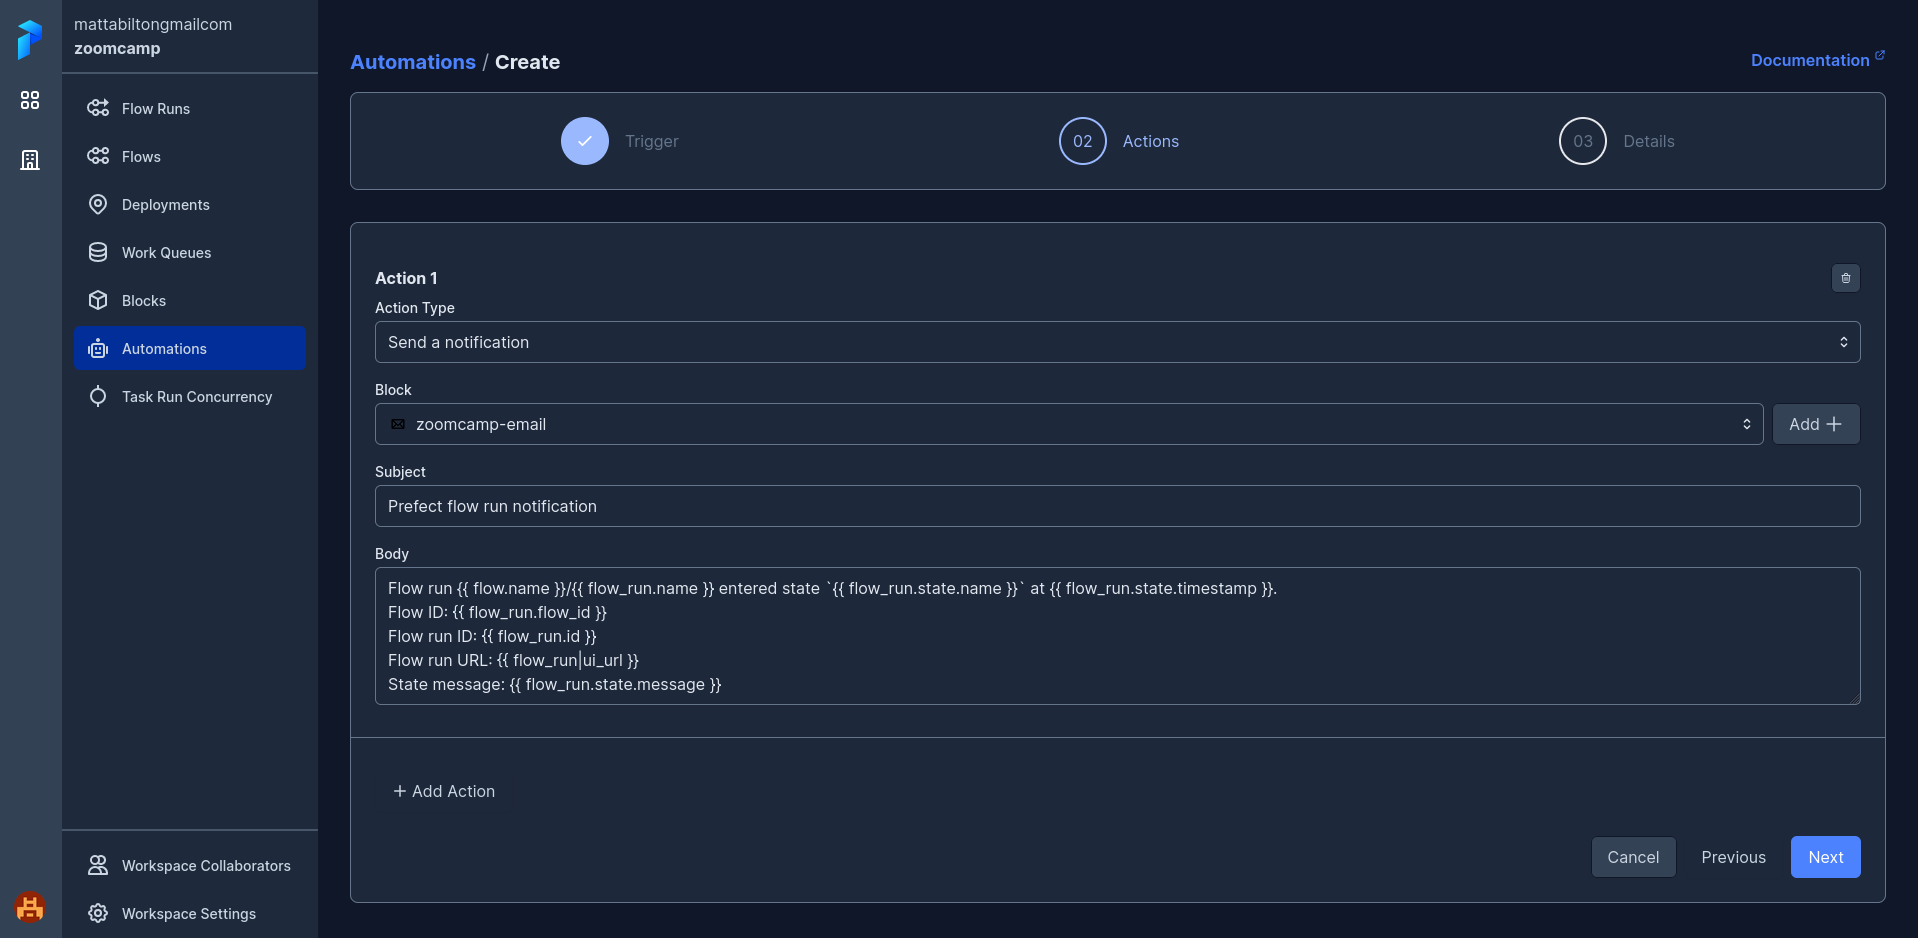 mattabiltongmailcom
zoomcamp
Flow Runs
Flows
Deployments
Work Queues
Blocks
Automations
Task Run Concurrency
Workspace Collaborators
Workspace Settings
Automations / Create
Documentation
Trigger
02 Actions
03 Details
Action 1
Action Type
Send a notification
Block
zoomcamp-email
Add
Subject
Prefect flow run notification
Body
Flow run {{ flow.name }}/{{ flow_run.name }} entered state `{{ flow_run.state.name }}` at {{ flow_run.state.timestamp }}.
Flow ID: {{ flow_run.flow_id }}
Flow run ID: {{ flow_run.id }}
Flow run URL: {{ flow_run|ui_url }}
State message: {{ flow_run.state.message }}
Add Action
Cancel Previous Next